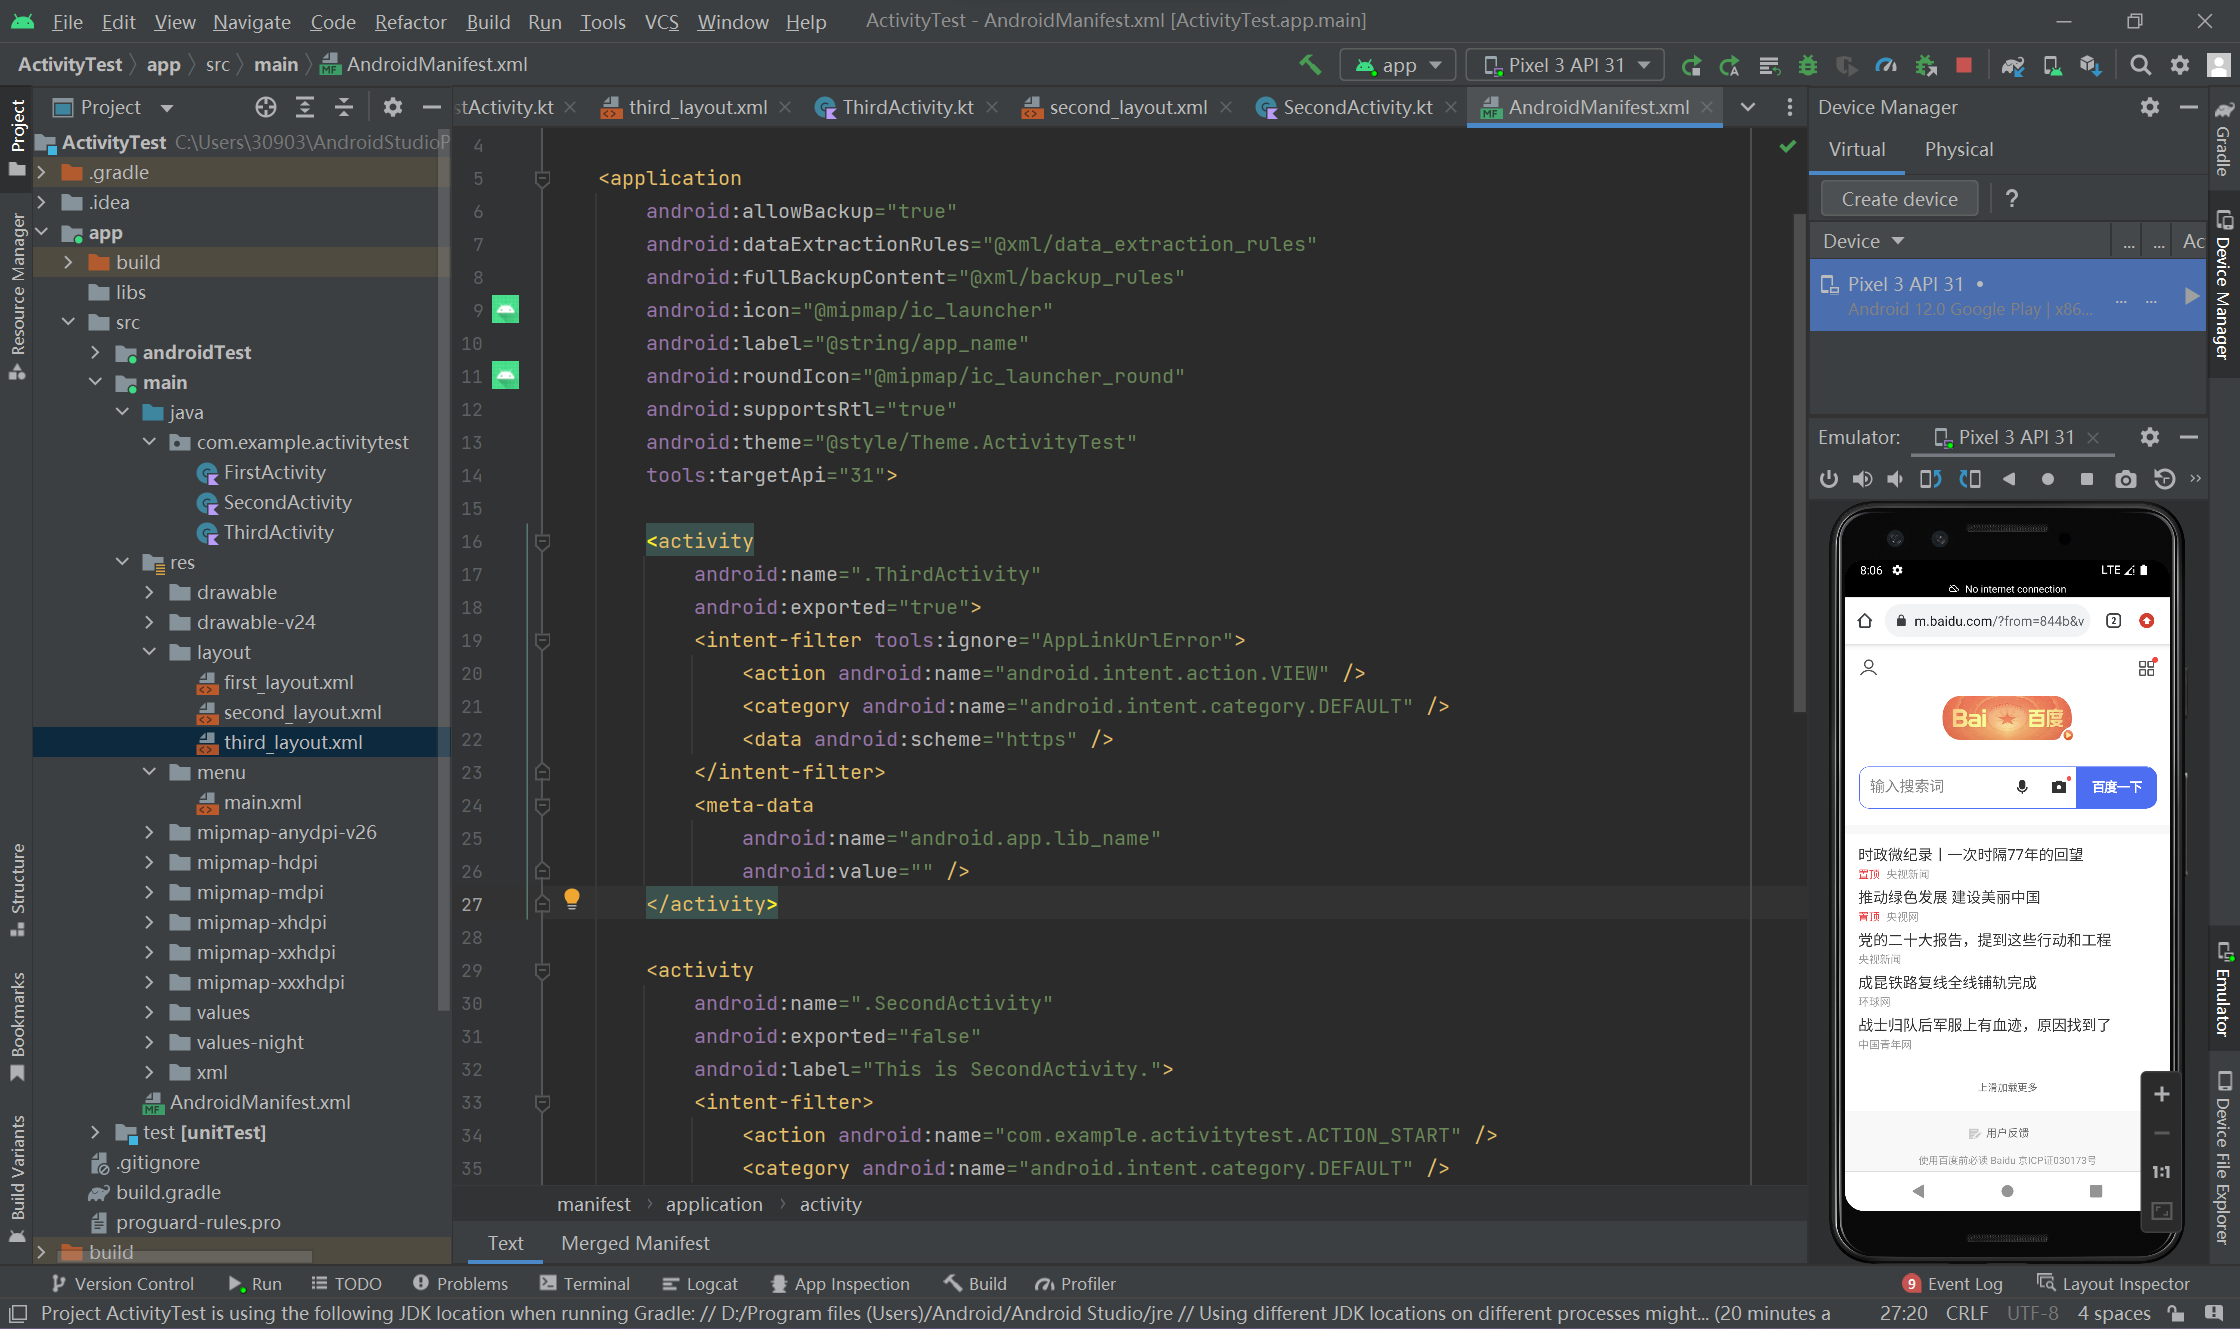 File Edit View Navigate Code Refactor Build Run Tools VCS Window Help ActivityTest - AndroidManifest.xml [ActivityTest.app.main]
ActivityTest app src main AndroidManifest.xml app Pixel 3 API 31
Project
stActivity.kt third_layout.xml ThirdActivity.kt second_layout.xml SecondActivity.kt AndroidManifest.xml
Device Manager
Project
Resource Manager
Structure
Bookmarks
Build Variants
ActivityTest C:\Users\30903\AndroidStudioP
.gradle
.idea
app
build
libs
src
androidTest
main
java
com.example.activitytest
FirstActivity
SecondActivity
ThirdActivity
res
drawable
drawable-v24
layout
first_layout.xml
second_layout.xml
third_layout.xml
menu
main.xml
mipmap-anydpi-v26
mipmap-hdpi
mipmap-mdpi
mipmap-xhdpi
mipmap-xxhdpi
mipmap-xxxhdpi
values
values-night
xml
AndroidManifest.xml
test [unitTest]
.gitignore
build.gradle
proguard-rules.pro
build
4
5 <application
6 android:allowBackup="true"
7 android:dataExtractionRules="@xml/data_extraction_rules"
8 android:fullBackupContent="@xml/backup_rules"
9 android:icon="@mipmap/ic_launcher"
10 android:label="@string/app_name"
11 android:roundIcon="@mipmap/ic_launcher_round"
12 android:supportsRtl="true"
13 android:theme="@style/Theme.ActivityTest"
14 tools:targetApi="31">
15
16 <activity
17 android:name=".ThirdActivity"
18 android:exported="true">
19 <intent-filter tools:ignore="AppLinkUrlError">
20 <action android:name="android.intent.action.VIEW" />
21 <category android:name="android.intent.category.DEFAULT" />
22 <data android:scheme="https" />
23 </intent-filter>
24 <meta-data
25 android:name="android.app.lib_name"
26 android:value="" />
27 </activity>
28
29 <activity
30 android:name=".SecondActivity"
31 android:exported="false"
32 android:label="This is SecondActivity.">
33 <intent-filter>
34 <action android:name="com.example.activitytest.ACTION_START" />
35 <category android:name="android.intent.category.DEFAULT" />
manifest application activity
Text Merged Manifest
Virtual Physical
Create device ?
Device ... ... Ac
Pixel 3 API 31 •
Android 12.0 Google Play | x86...
... ...
Emulator: Pixel 3 API 31
8:06 LTE
No internet connection
m.baidu.com/?from=844b&v 2
Bai 百度
输入搜索词 百度一下
时政微纪录丨一次时隔77年的回望
置顶 央视新闻
推动绿色发展 建设美丽中国
置顶 央视网
党的二十大报告，提到这些行动和工程
央视新闻
成昆铁路复线全线铺轨完成
环球网
战士归队后军服上有血迹，原因找到了
中国青年网
上滑加载更多
用户反馈
使用百度前必读 Baidu 京ICP证030173号
1:1
Gradle
Device Manager
Emulator
Device File Explorer
Version Control Run TODO Problems Terminal Logcat App Inspection Build Profiler 9 Event Log Layout Inspector
Project ActivityTest is using the following JDK location when running Gradle: // D:/Program files (Users)/Android/Android Studio/jre // Using different JDK locations on different processes might... (20 minutes a 27:20 CRLF UTF-8 4 spaces